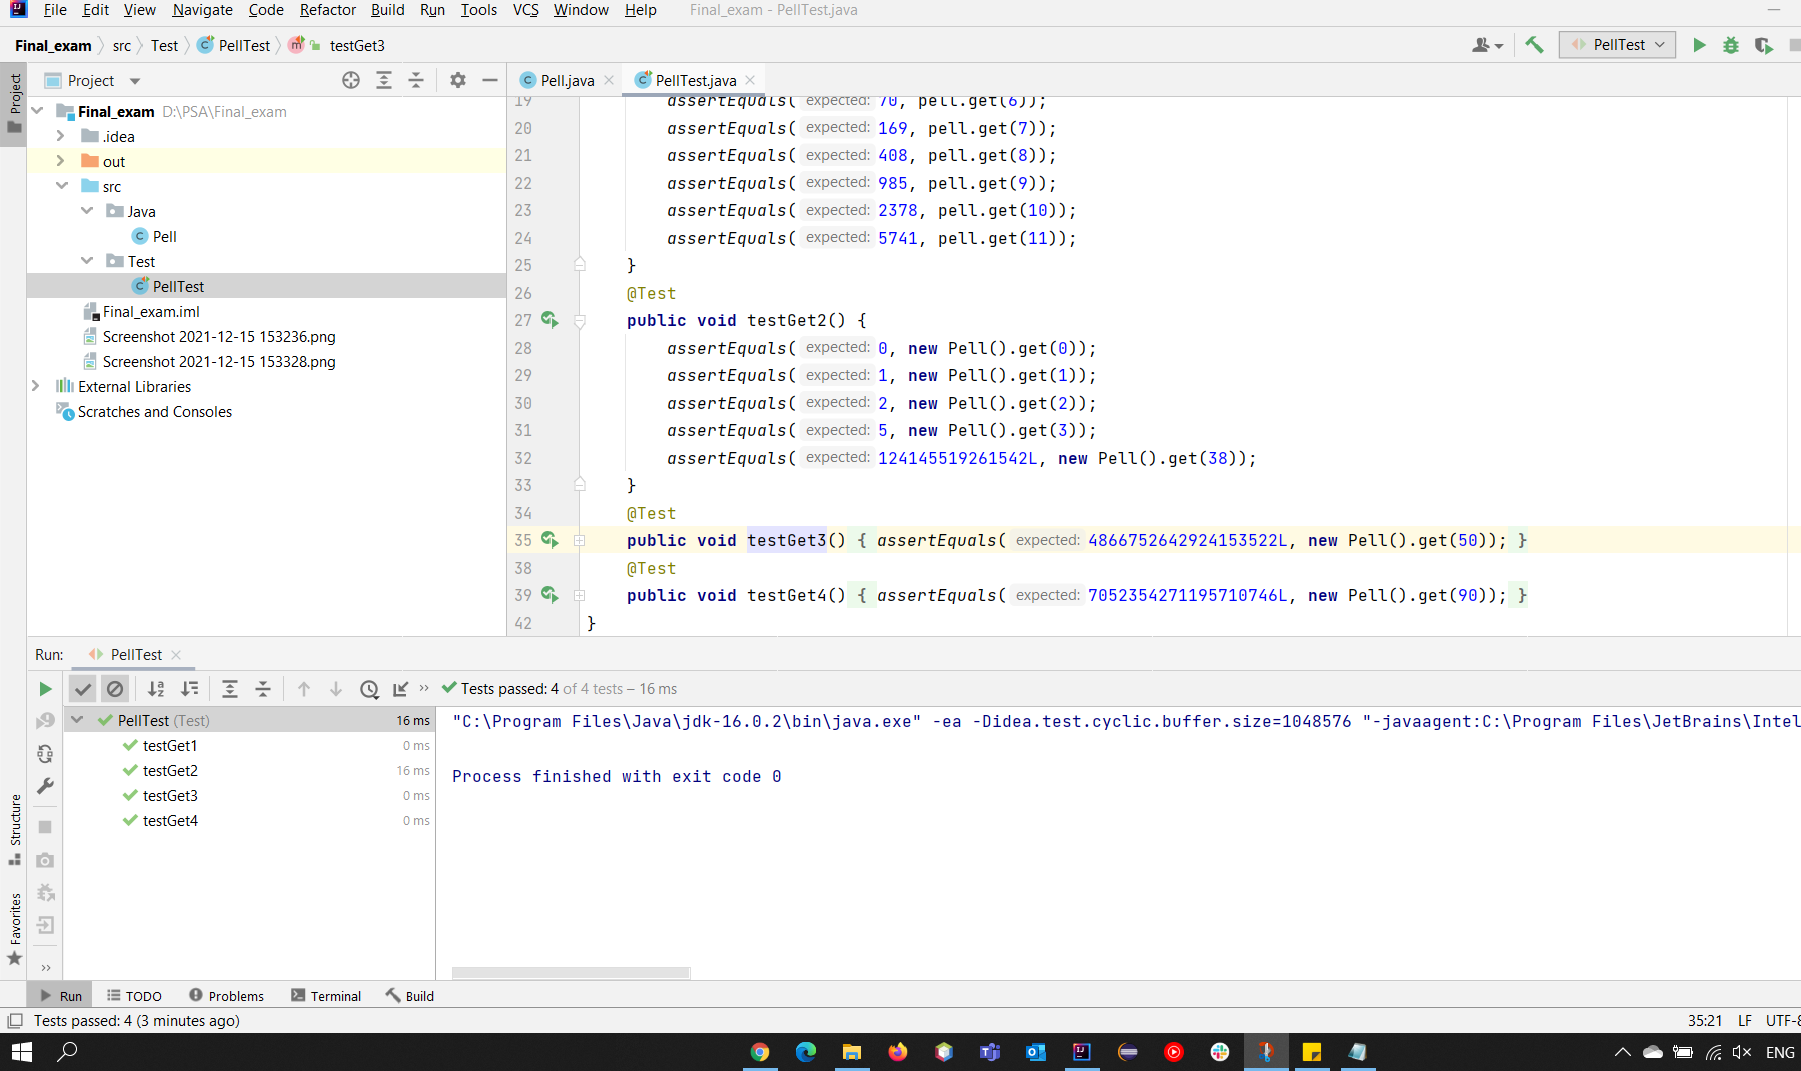 File Edit View Navigate Code Refactor Build Run Tools VCS Window Help Final_exam - PellTest.java
Final_exam src Test PellTest testGet3 PellTest
Project
Pell.java PellTest.java
Project
Final_exam D:\PSA\Final_exam
.idea
out
src
Java
Pell
Test
PellTest
Final_exam.iml
Screenshot 2021-12-15 153236.png
Screenshot 2021-12-15 153328.png
External Libraries
Scratches and Consoles
19 assertEquals( expected: 70, pell.get(6));
20 assertEquals( expected: 169, pell.get(7));
21 assertEquals( expected: 408, pell.get(8));
22 assertEquals( expected: 985, pell.get(9));
23 assertEquals( expected: 2378, pell.get(10));
24 assertEquals( expected: 5741, pell.get(11));
25 }
26 @Test
27 public void testGet2() {
28 assertEquals( expected: 0, new Pell().get(0));
29 assertEquals( expected: 1, new Pell().get(1));
30 assertEquals( expected: 2, new Pell().get(2));
31 assertEquals( expected: 5, new Pell().get(3));
32 assertEquals( expected: 124145519261542L, new Pell().get(38));
33 }
34 @Test
35 public void testGet3() { assertEquals( expected: 4866752642924153522L, new Pell().get(50)); }
38 @Test
39 public void testGet4() { assertEquals( expected: 7052354271195710746L, new Pell().get(90)); }
42 }
Run: PellTest
Tests passed: 4 of 4 tests – 16 ms
PellTest (Test) 16 ms
testGet1 0 ms
testGet2 16 ms
testGet3 0 ms
testGet4 0 ms
"C:\Program Files\Java\jdk-16.0.2\bin\java.exe" -ea -Didea.test.cyclic.buffer.size=1048576 "-javaagent:C:\Program Files\JetBrains\Intel
Process finished with exit code 0
Structure
Favorites
Run TODO Problems Terminal Build
Tests passed: 4 (3 minutes ago) 35:21 LF UTF-8
ENG